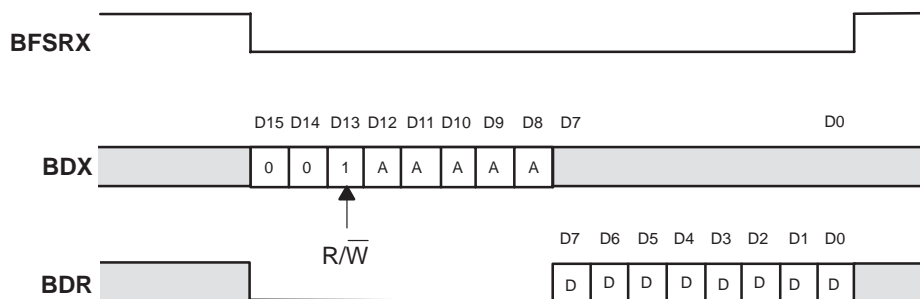 BFSRX
D15 D14 D13 D12 D11 D10 D9 D8 D7 D0
BDX 0 0 1 A A A A A
R/W̅
D7 D6 D5 D4 D3 D2 D1 D0
BDR D D D D D D D D